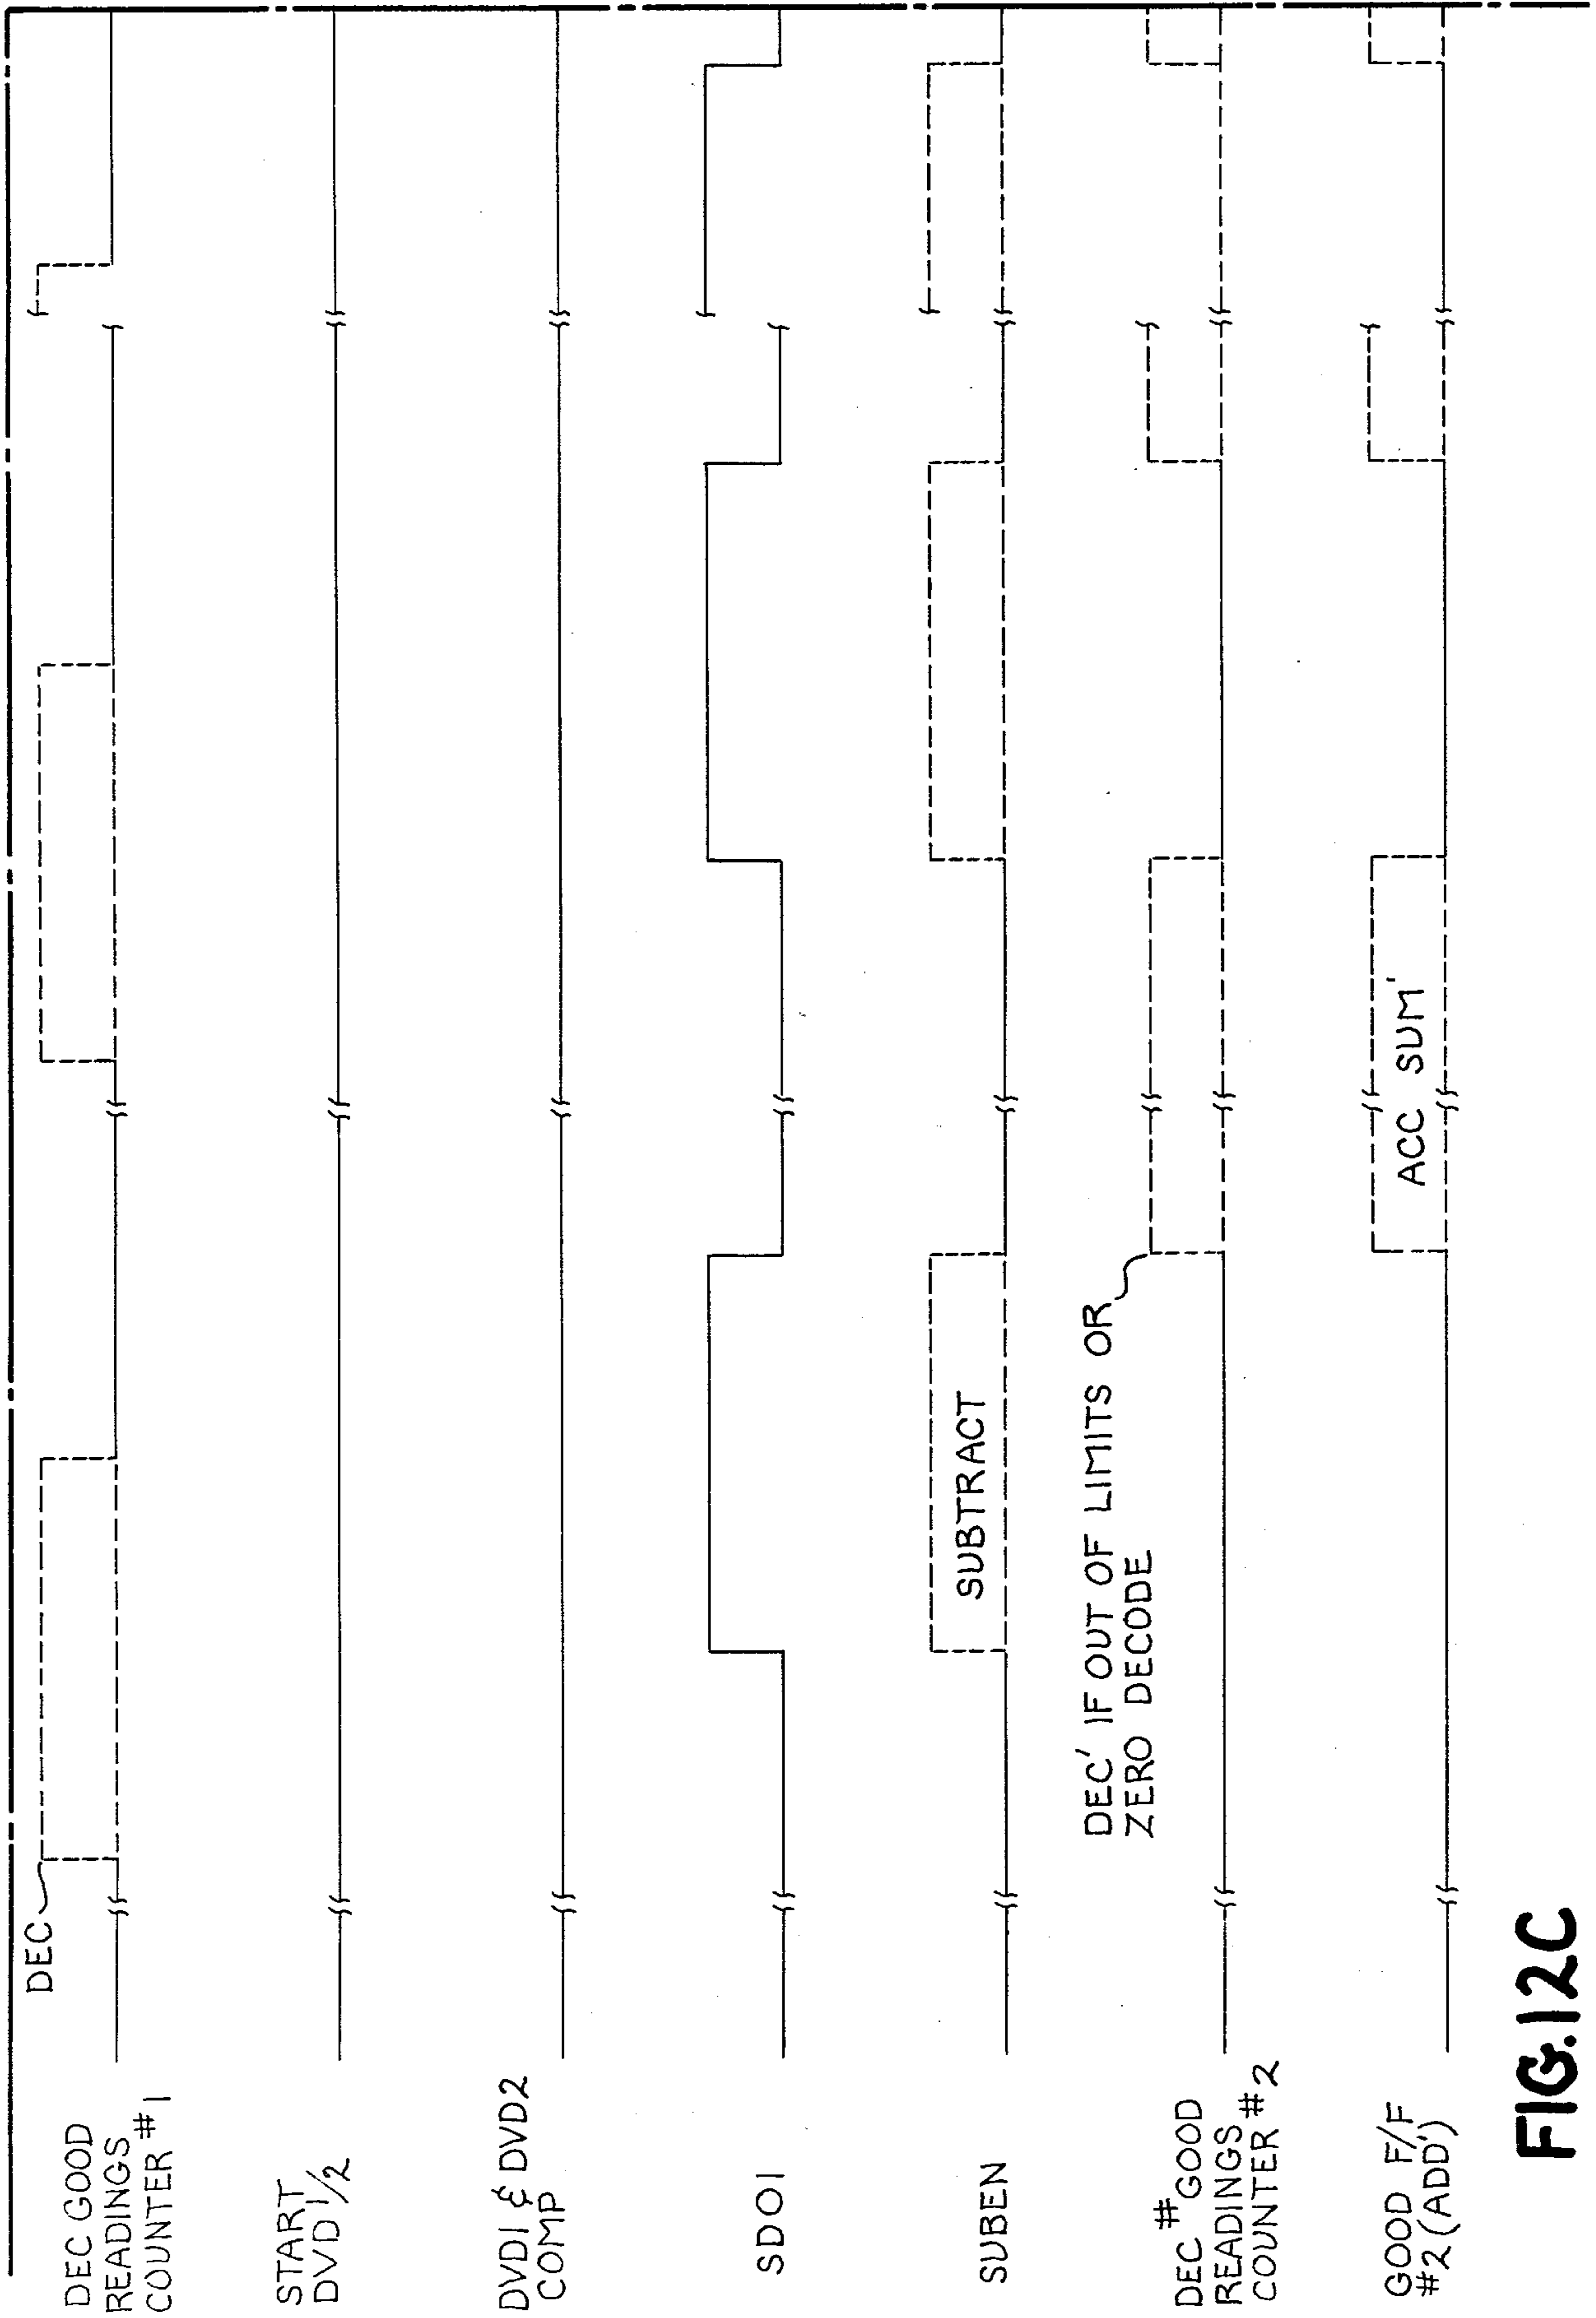 DEC
DEC GOOD
READINGS
COUNTER #1
START
DVD 1/2
DVD1 & DVD2
COMP
SDO1
SUBEN
SUBTRACT
DEC' IF OUT OF LIMITS OR
ZERO DECODE
DEC # GOOD
READINGS
COUNTER #2
GOOD F/F
#2 (ADD')
ACC SUM'
FIG.12C